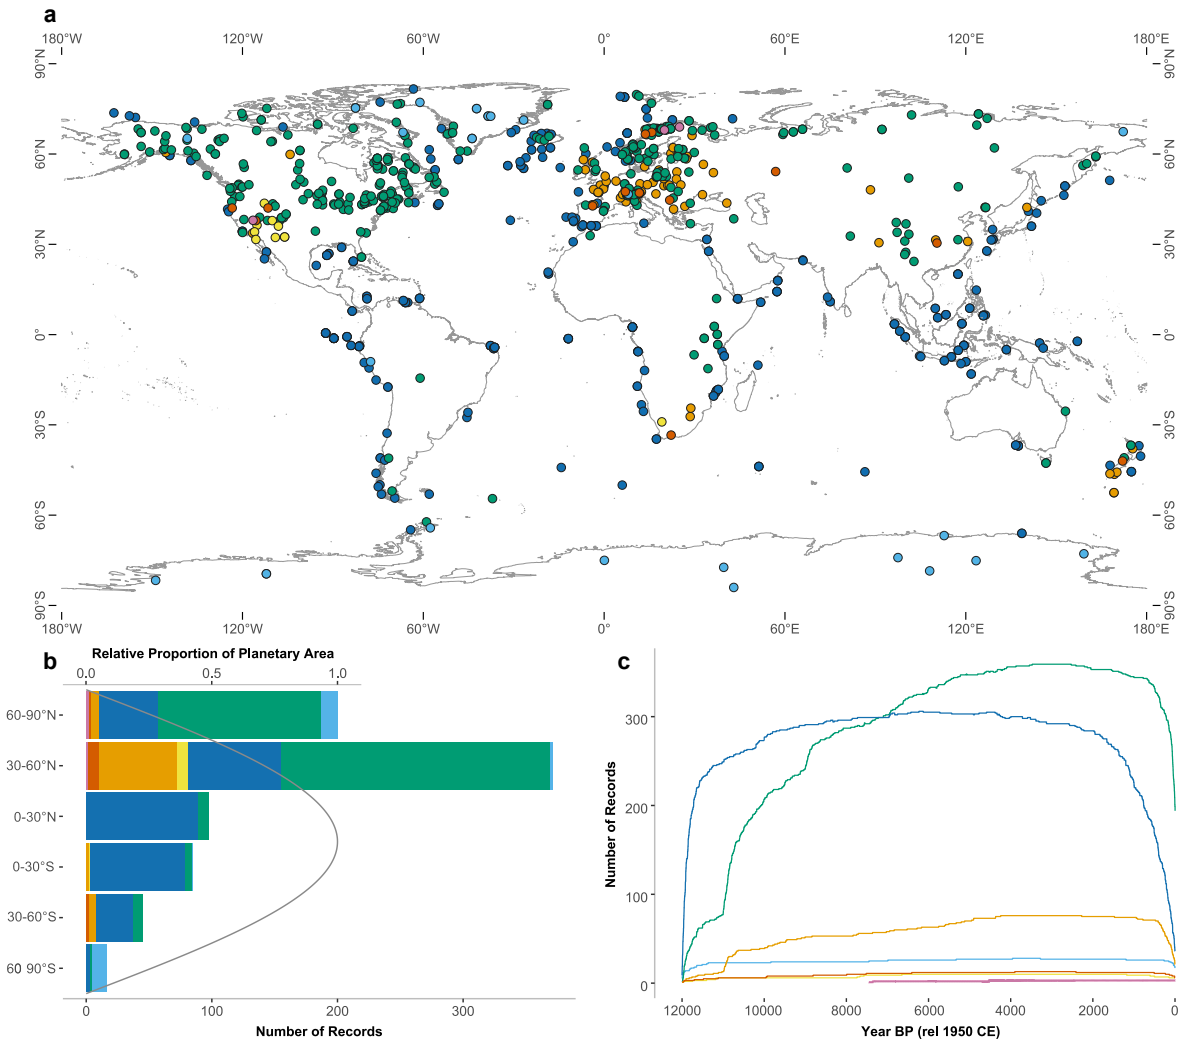 a
180°W 120°W 60°W 0° 60°E 120°E 180°E
90°N 90°N
60°N 60°N
30°N 30°N
0° 0°
30°S 30°S
60°S 60°S
90°S 90°S
180°W 120°W 60°W 0° 60°E 120°E 180°E
b
Relative Proportion of Planetary Area
0.0 0.5 1.0
60-90°N
30-60°N
0-30°N
0-30°S
30-60°S
60 90°S
0 100 200 300
Number of Records
c
Number of Records
300
200
100
0
12000 10000 8000 6000 4000 2000 0
Year BP (rel 1950 CE)